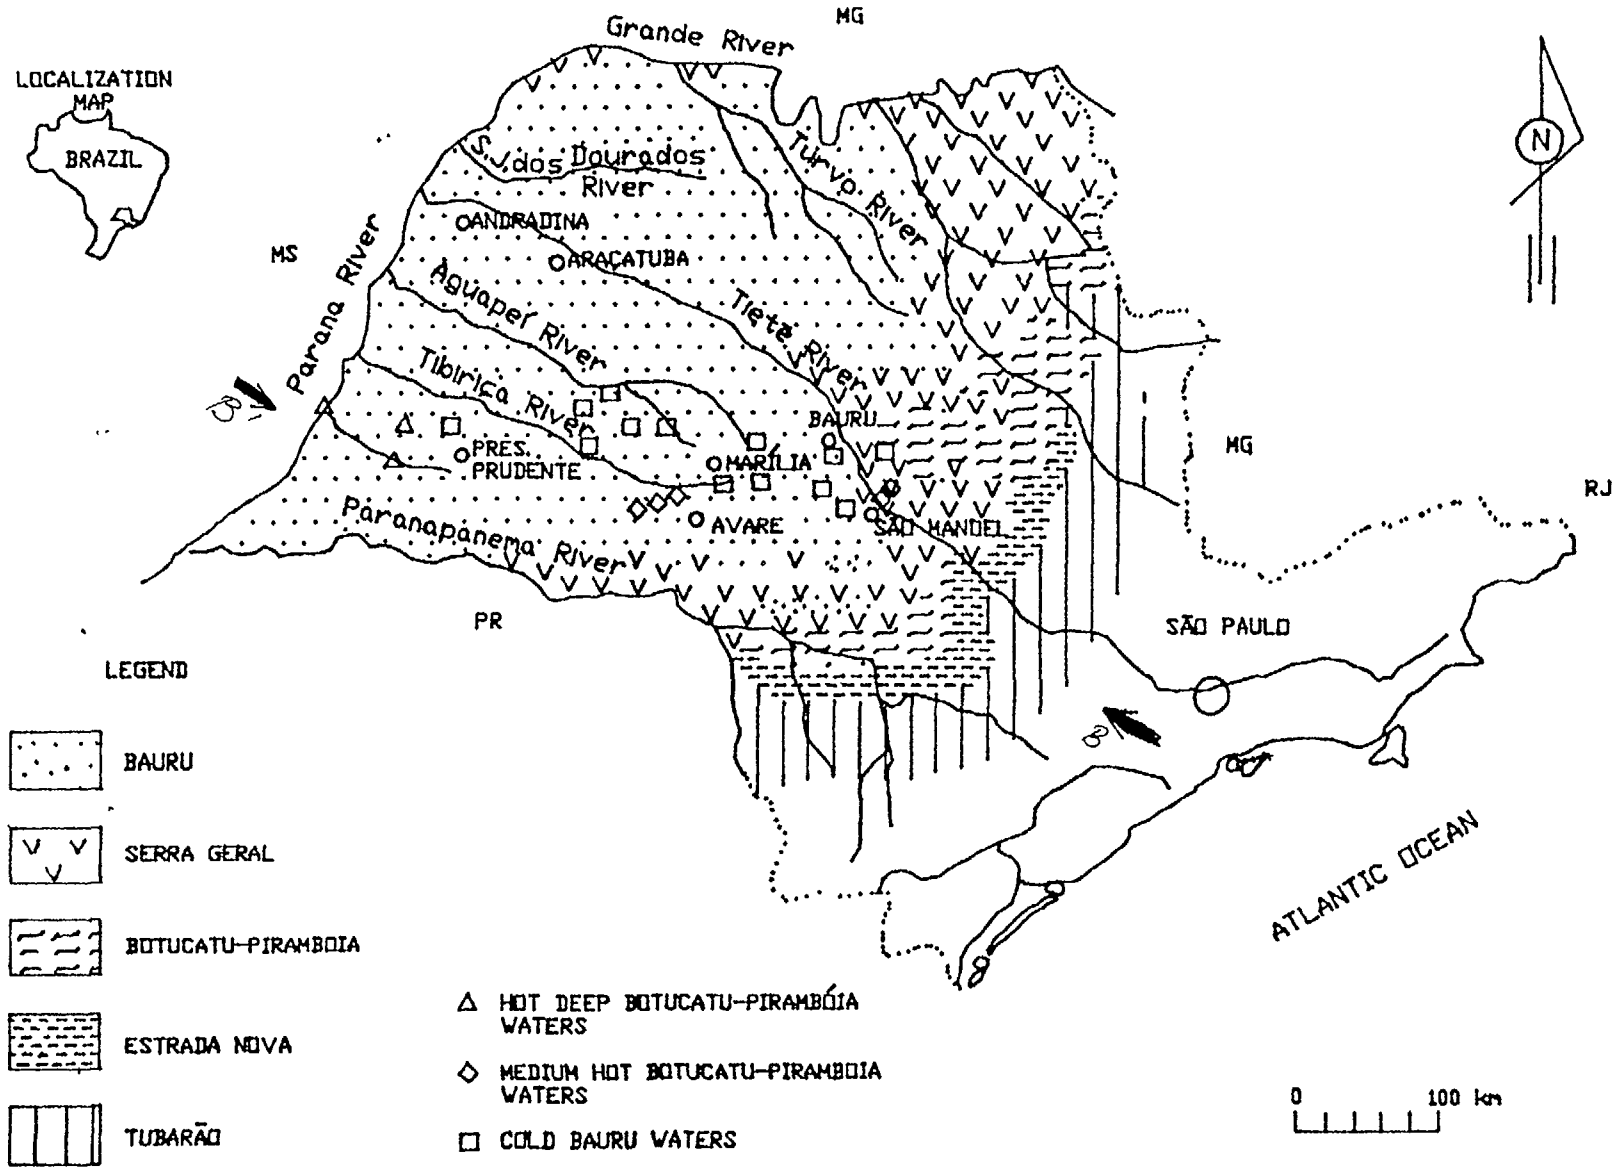 MG
Grande River
LOCALIZATION
MAP
BRAZIL
N
S.J. dos Dourados
River
Turvo River
ANDRADINA
MS
ARAÇATUBA
Parana River
Aguapei River
Tietê River
Tibiriça River
B'
BAURU
PRES.
PRUDENTE
MARÍLIA
MG
RJ
Paranapanema River
AVARE
SÃO MANOEL
PR
SÃO PAULO
B
ATLANTIC OCEAN
LEGEND
BAURU
SERRA GERAL
BOTUCATU-PIRAMBOIA
ESTRADA NOVA
TUBARÃO
HOT DEEP BOTUCATU-PIRAMBÓIA
WATERS
MEDIUM HOT BOTUCATU-PIRAMBOIA
WATERS
COLD BAURU WATERS
0 100 km